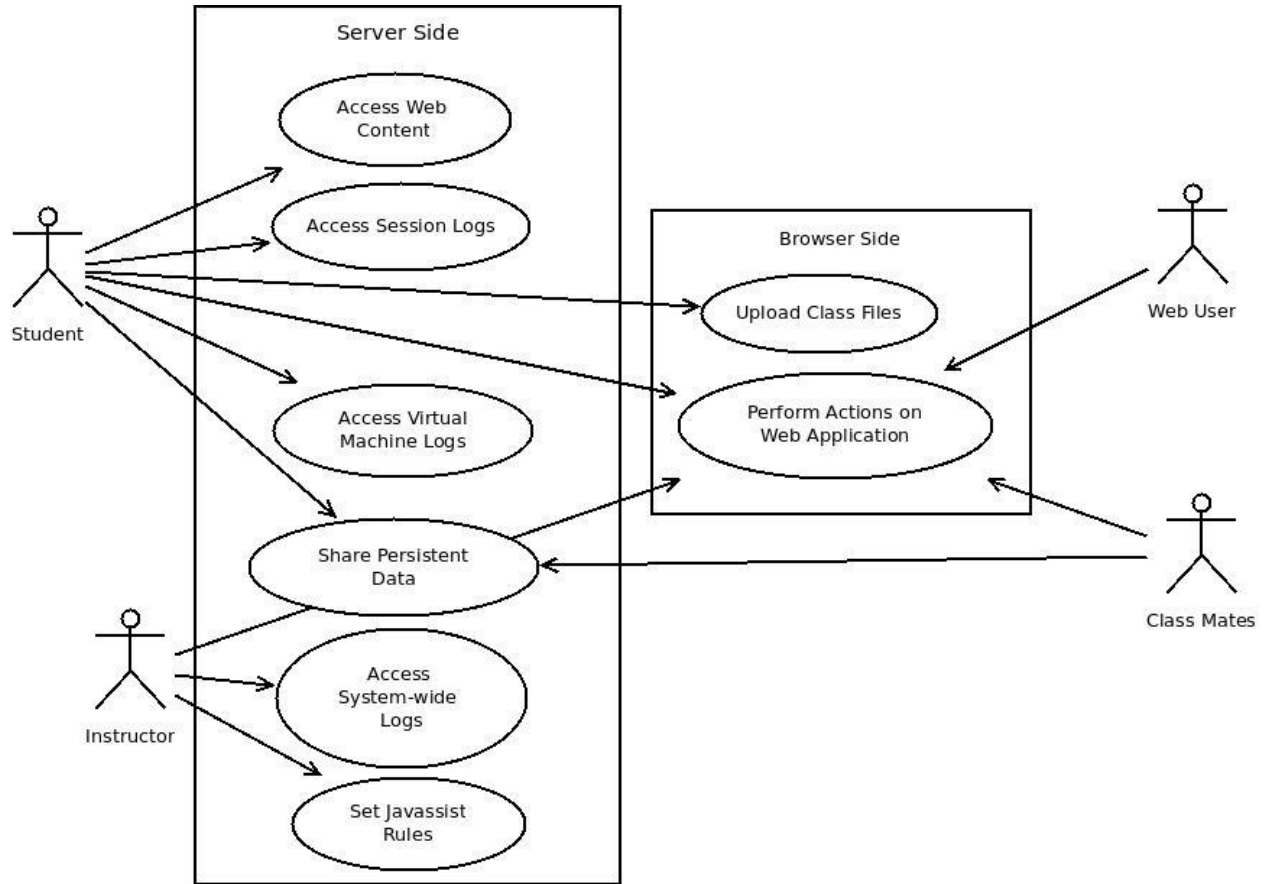 Server Side
Access Web
Content
Access Session Logs
Student
Browser Side
Upload Class Files
Web User
Access Virtual
Machine Logs
Perform Actions on
Web Application
Share Persistent
Data
Class Mates
Instructor
Access
System-wide
Logs
Set Javassist
Rules